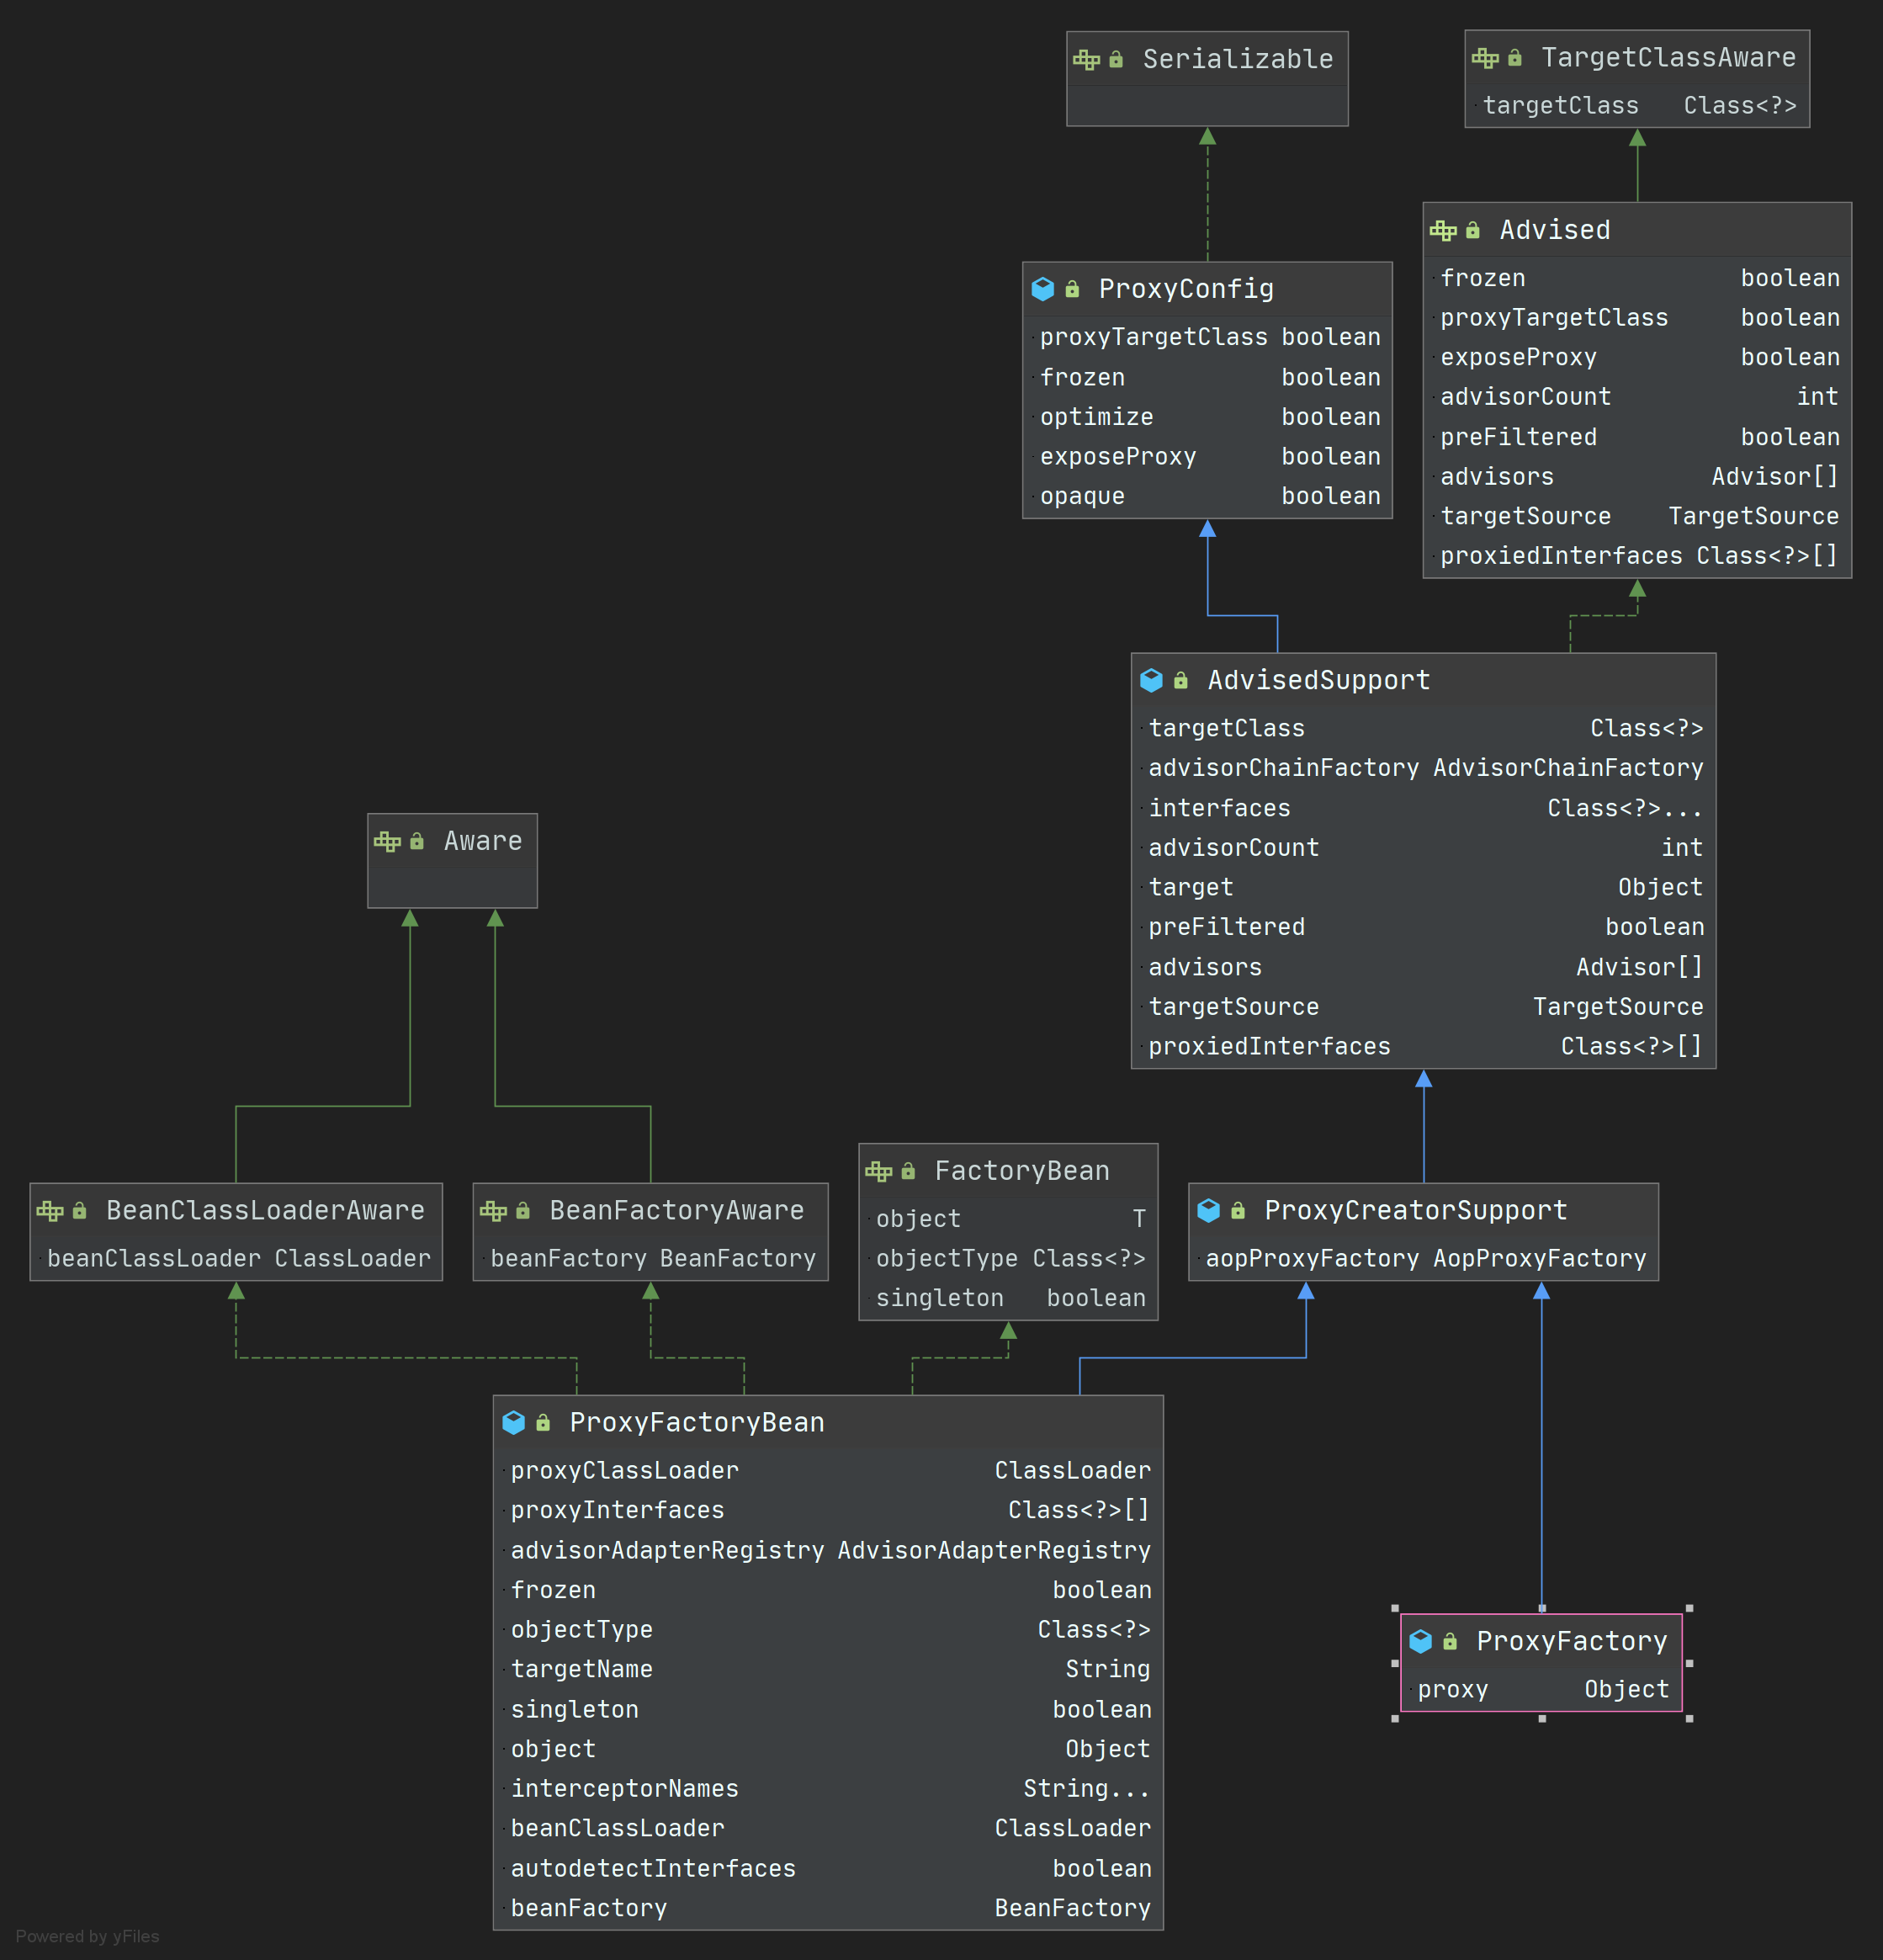 Serializable
TargetClassAware
targetClass Class<?>
Advised
frozen boolean
proxyTargetClass boolean
exposeProxy boolean
advisorCount int
preFiltered boolean
advisors Advisor[]
targetSource TargetSource
proxiedInterfaces Class<?>[]
ProxyConfig
proxyTargetClass boolean
frozen boolean
optimize boolean
exposeProxy boolean
opaque boolean
AdvisedSupport
targetClass Class<?>
advisorChainFactory AdvisorChainFactory
interfaces Class<?>...
advisorCount int
target Object
preFiltered boolean
advisors Advisor[]
targetSource TargetSource
proxiedInterfaces Class<?>[]
Aware
BeanClassLoaderAware
beanClassLoader ClassLoader
BeanFactoryAware
beanFactory BeanFactory
FactoryBean
object T
objectType Class<?>
singleton boolean
ProxyCreatorSupport
aopProxyFactory AopProxyFactory
ProxyFactoryBean
proxyClassLoader ClassLoader
proxyInterfaces Class<?>[]
advisorAdapterRegistry AdvisorAdapterRegistry
frozen boolean
objectType Class<?>
targetName String
singleton boolean
object Object
interceptorNames String...
beanClassLoader ClassLoader
autodetectInterfaces boolean
beanFactory BeanFactory
ProxyFactory
proxy Object
Powered by yFiles